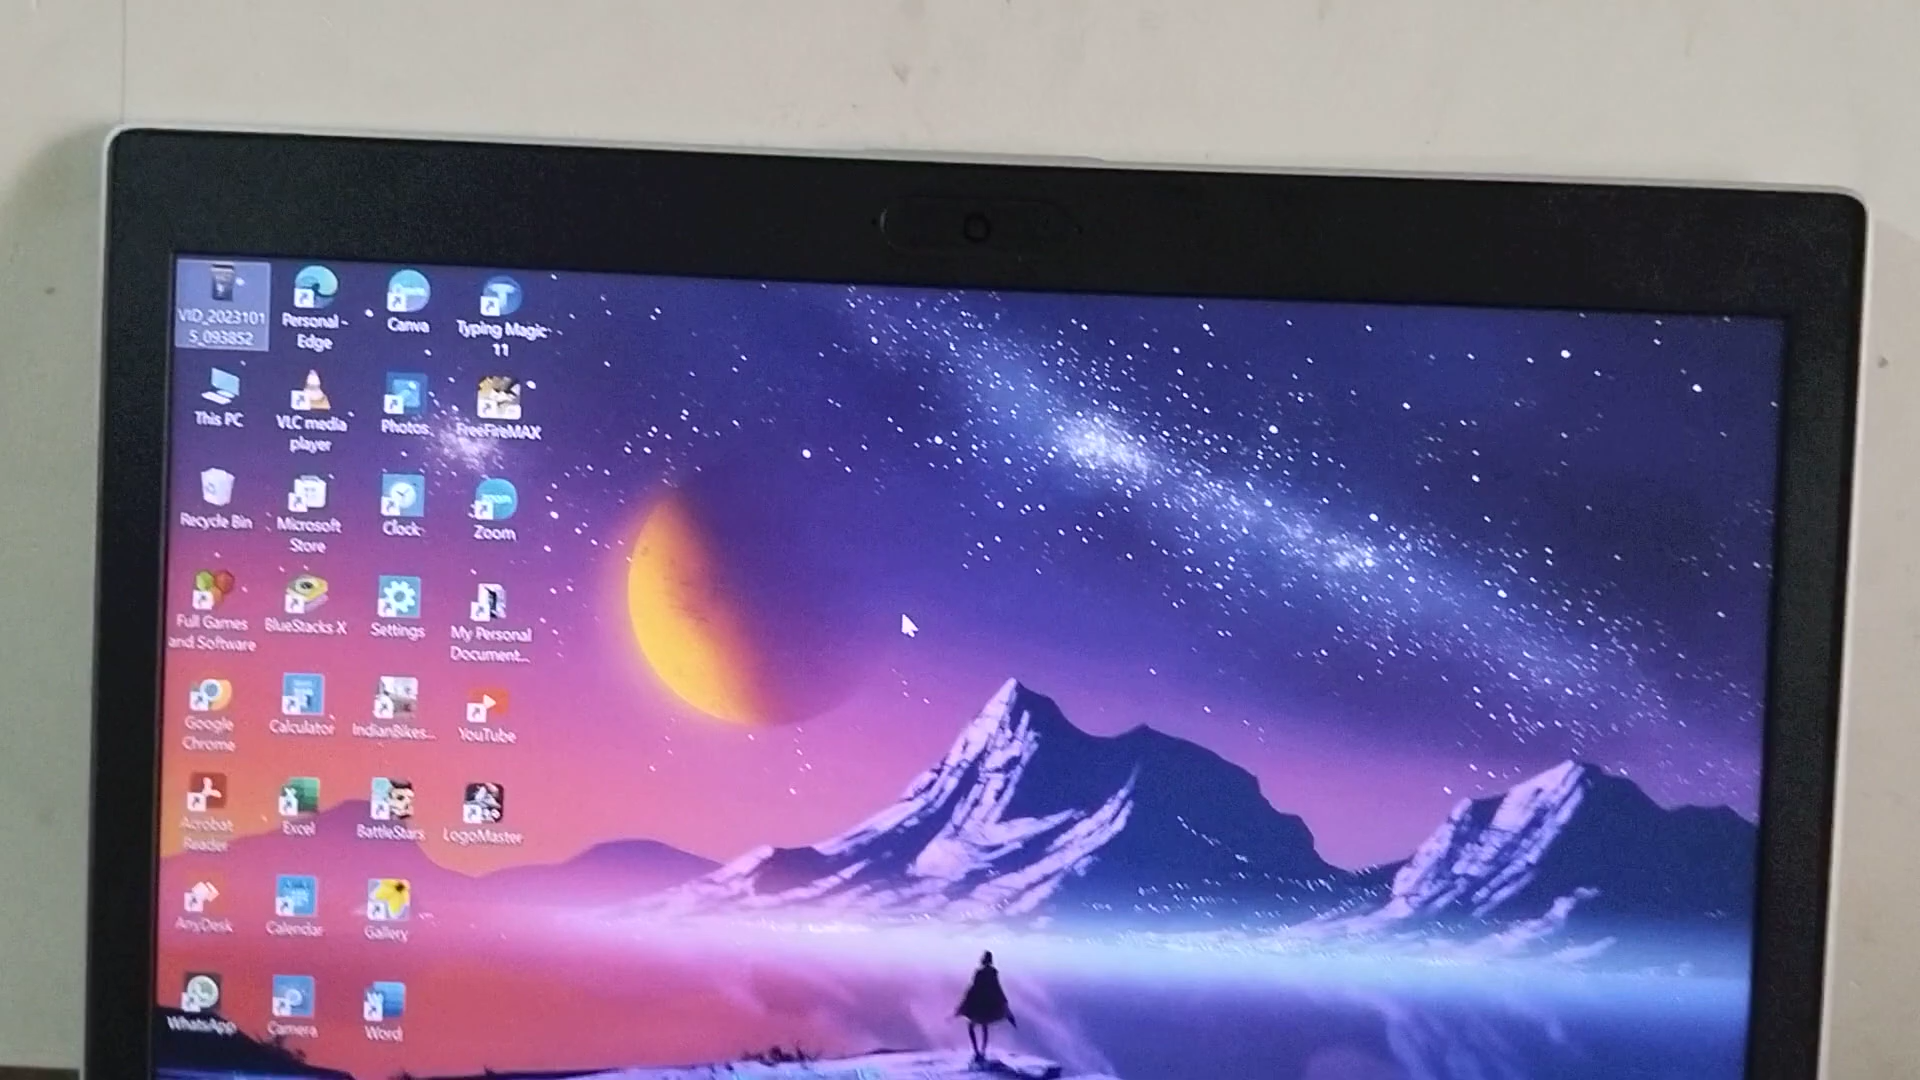 VID_2023101
5_093852
Personal -
Edge
Canva
Typing Magic
11
This PC
VLC media
player
Photos
FreeFireMAX
Recycle Bin
Microsoft
Store
Clock
zoom
Zoom
Full Games
and Software
BlueStacks X
Settings
My Personal
Document...
Google
Chrome
Calculator
IndianBikes...
YouTube
Acrobat
Reader
Excel
BattleStars
LogoMaster
AnyDesk
Calendar
Gallery
WhatsApp
Camera
Word